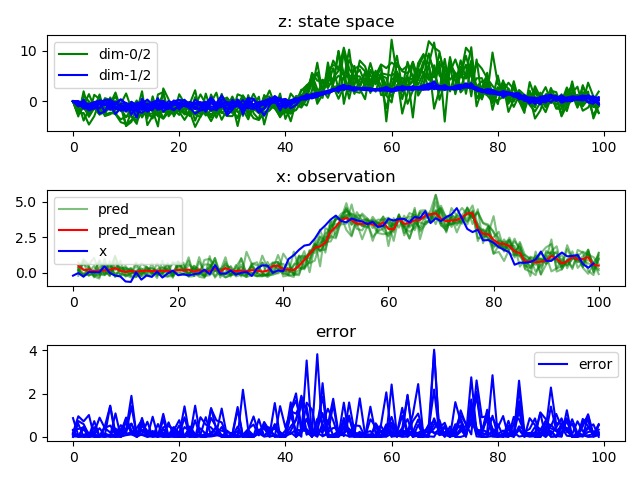 z: state space
10
0
dim-0/2
dim-1/2
0 20 40 60 80 100
x: observation
5.0
2.5
0.0
pred
pred_mean
x
0 20 40 60 80 100
error
4
2
0
error
0 20 40 60 80 100